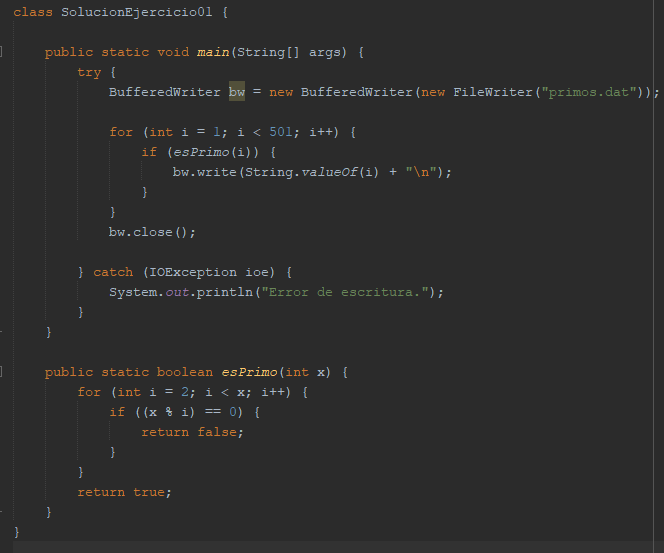 class SolucionEjercicio01 {
public static void main(String[] args) {
try {
BufferedWriter bw = new BufferedWriter(new FileWriter("primos.dat"));
for (int i = 1; i < 501; i++) {
if (esPrimo(i)) {
bw.write(String.valueOf(i) + "\n");
}
}
bw.close();
} catch (IOException ioe) {
System.out.println("Error de escritura.");
}
}
public static boolean esPrimo(int x) {
for (int i = 2; i < x; i++) {
if ((x % i) == 0) {
return false;
}
}
return true;
}
}